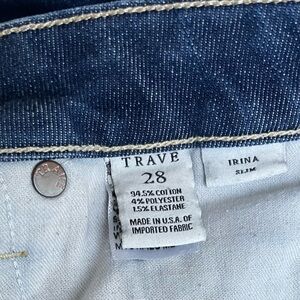 TRAVE
28
94.5% COTTON
4% POLYESTER
1.5% ELASTANE
MADE IN U.S.A. OF
IMPORTED FABRIC
IRINA
SLIM